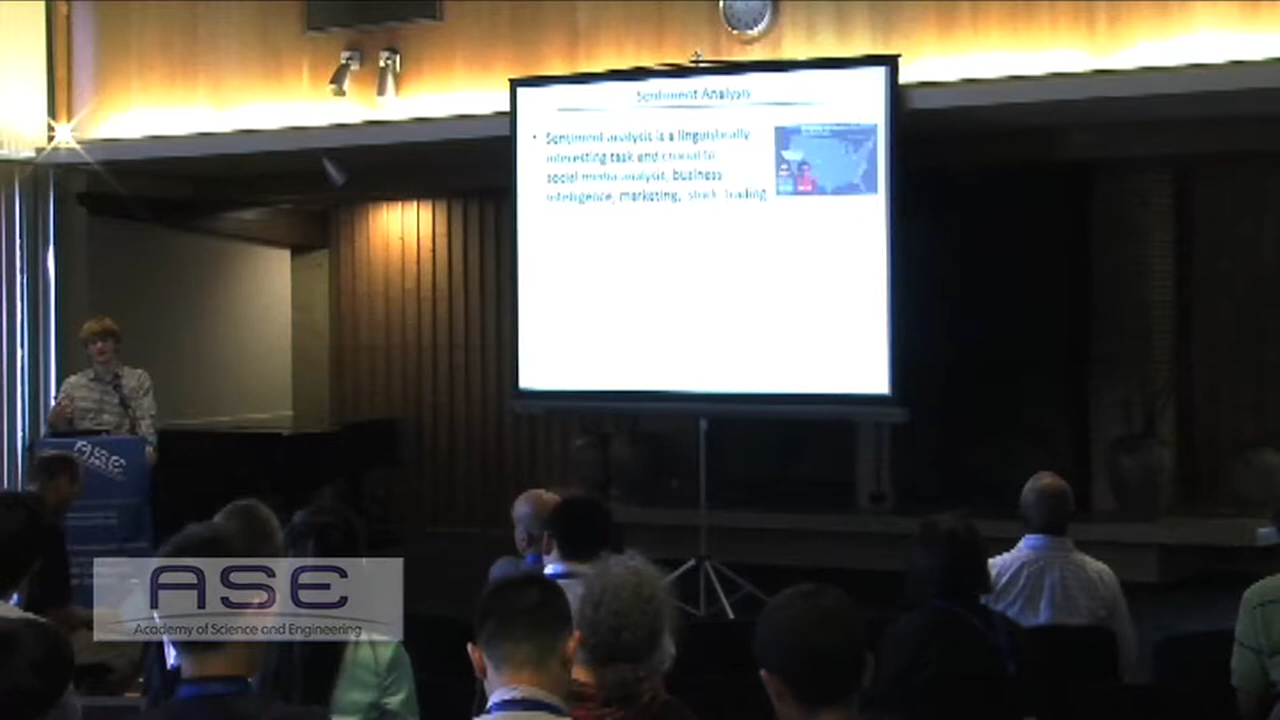 Sentiment Analysis
• Sentiment analysis is a linguistically
interesting task and crucial to
social media analysis, business
intelligence, marketing, stock trading
ASE
ASE
Academy of Science and Engineering